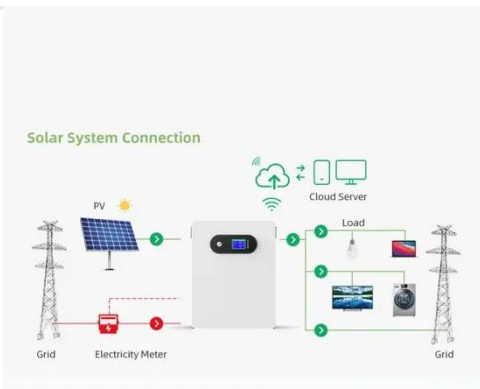 Solar System Connection
Cloud Server
PV
Load
Grid
Electricity Meter
Grid